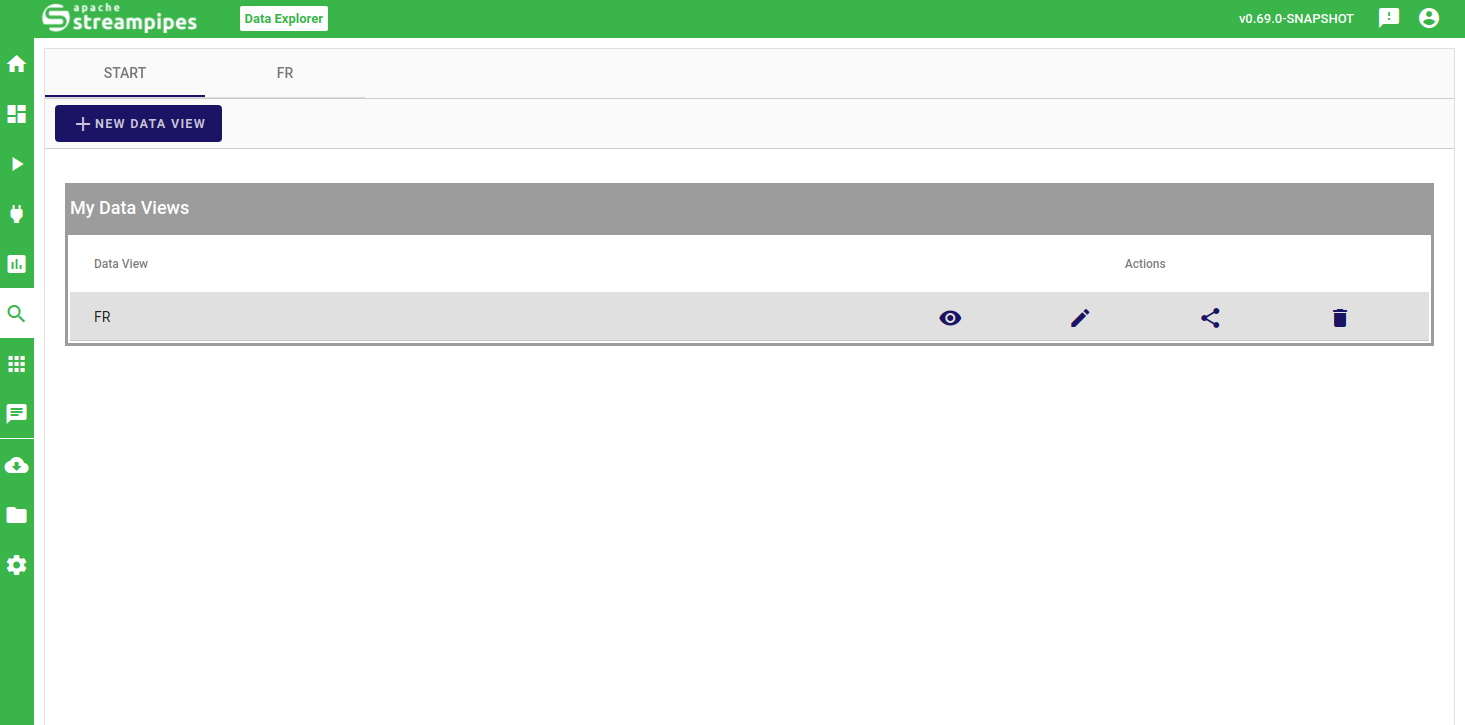 apache
streampipes
Data Explorer
v0.69.0-SNAPSHOT
START
FR
NEW DATA VIEW
My Data Views
Data View
Actions
FR